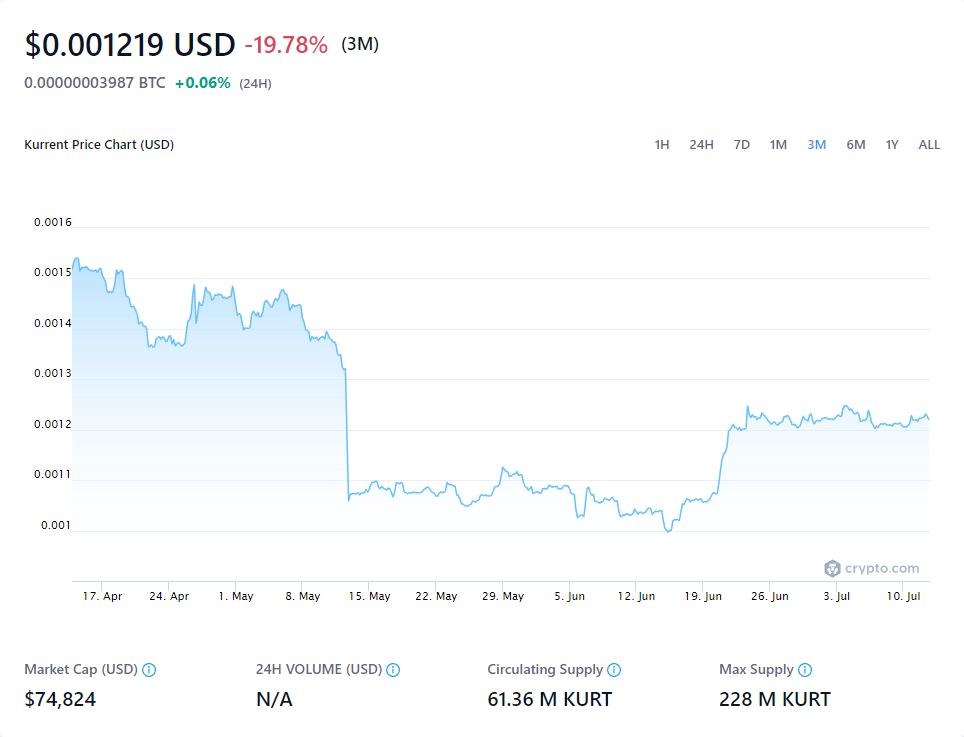 $0.001219 USD -19.78% (3M)
0.00000003987 BTC +0.06% (24H)
Kurrent Price Chart (USD) 1H 24H 7D 1M 3M 6M 1Y ALL
0.0016
0.0015
0.0014
0.0013
0.0012
0.0011
0.001
crypto.com
17. Apr 24. Apr 1. May 8. May 15. May 22. May 29. May 5. Jun 12. Jun 19. Jun 26. Jun 3. Jul 10. Jul
Market Cap (USD) 24H VOLUME (USD) Circulating Supply Max Supply
$74,824 N/A 61.36 M KURT 228 M KURT